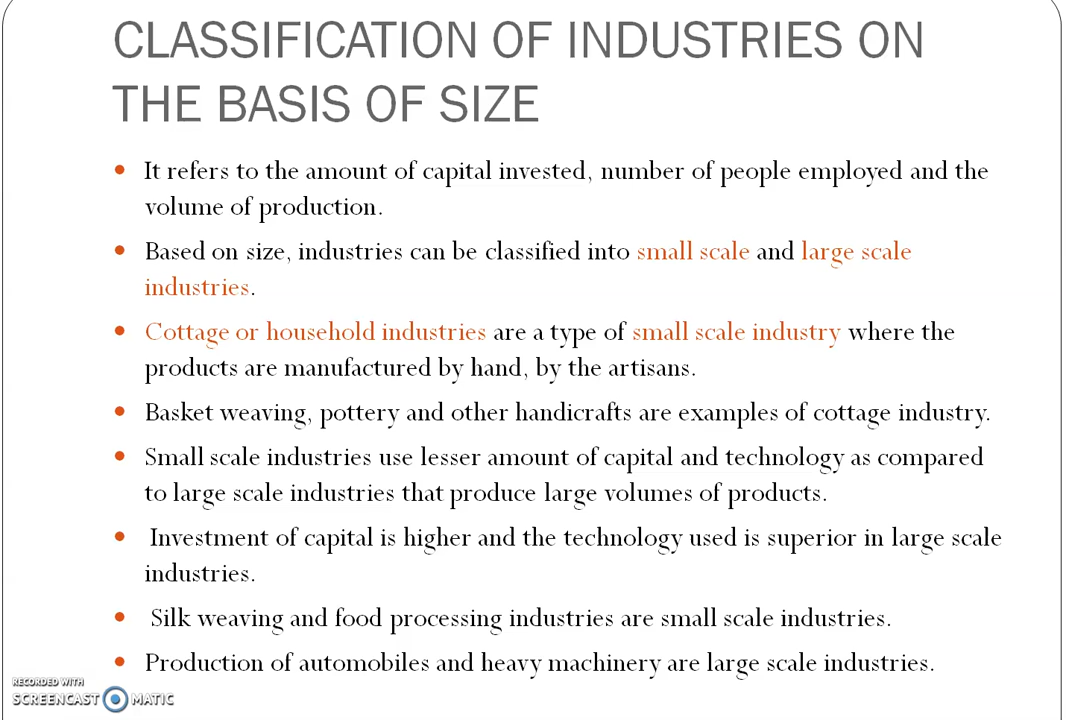 CLASSIFICATION OF INDUSTRIES ON
THE BASIS OF SIZE
It refers to the amount of capital invested, number of people employed and the
volume of production.
Based on size, industries can be classified into small scale and large scale
industries.
Cottage or household industries are a type of small scale industry where the
products are manufactured by hand, by the artisans.
Basket weaving, pottery and other handicrafts are examples of cottage industry.
Small scale industries use lesser amount of capital and technology as compared
to large scale industries that produce large volumes of products.
Investment of capital is higher and the technology used is superior in large scale
industries.
Silk weaving and food processing industries are small scale industries.
Production of automobiles and heavy machinery are large scale industries.
RECORDED WITH
SCREENCAST MATIC